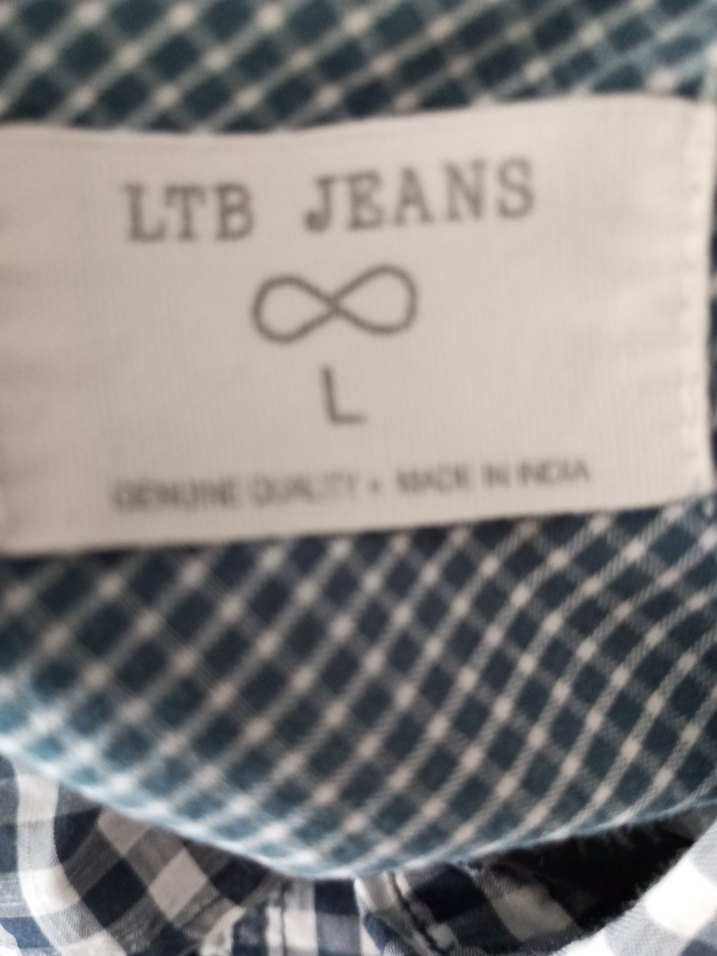 LTB JEANS
L
GENUINE QUALITY • MADE IN INDIA